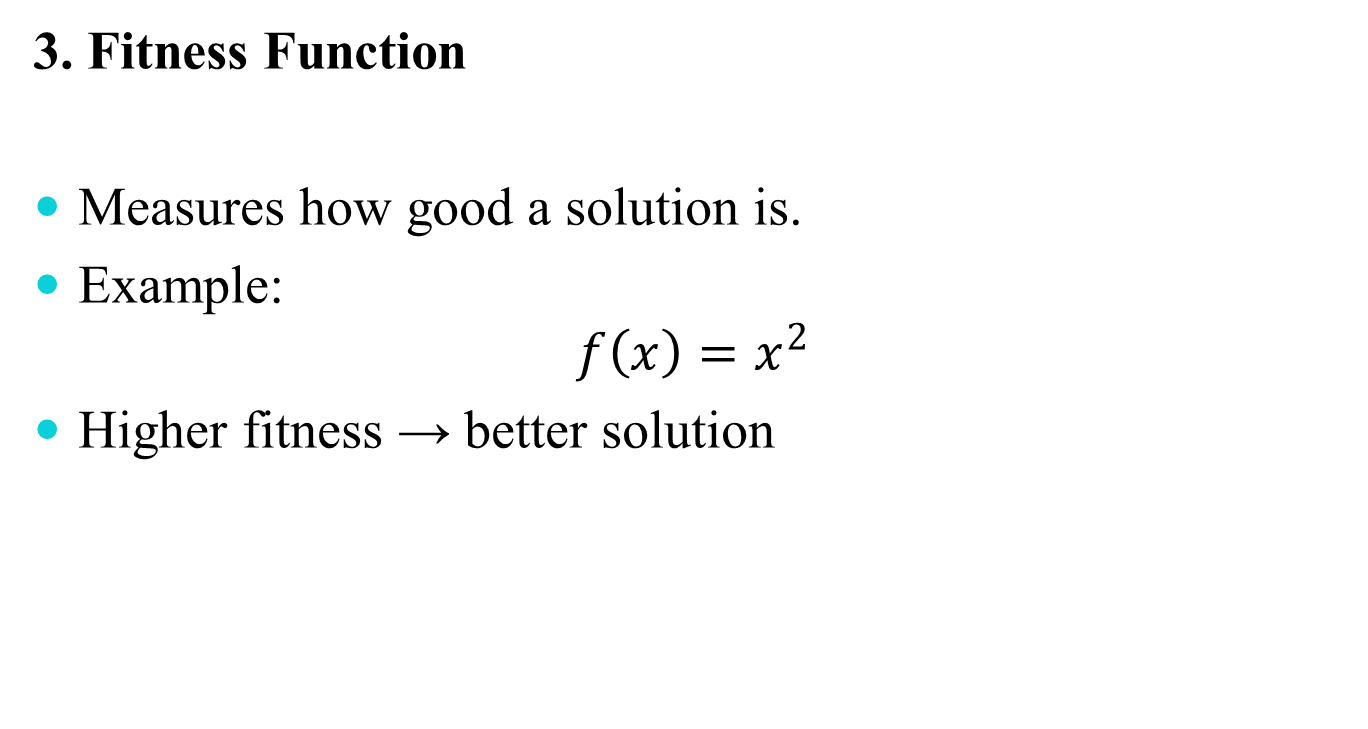 3. Fitness Function
• Measures how good a solution is.
• Example:
f(x) = x²
• Higher fitness → better solution